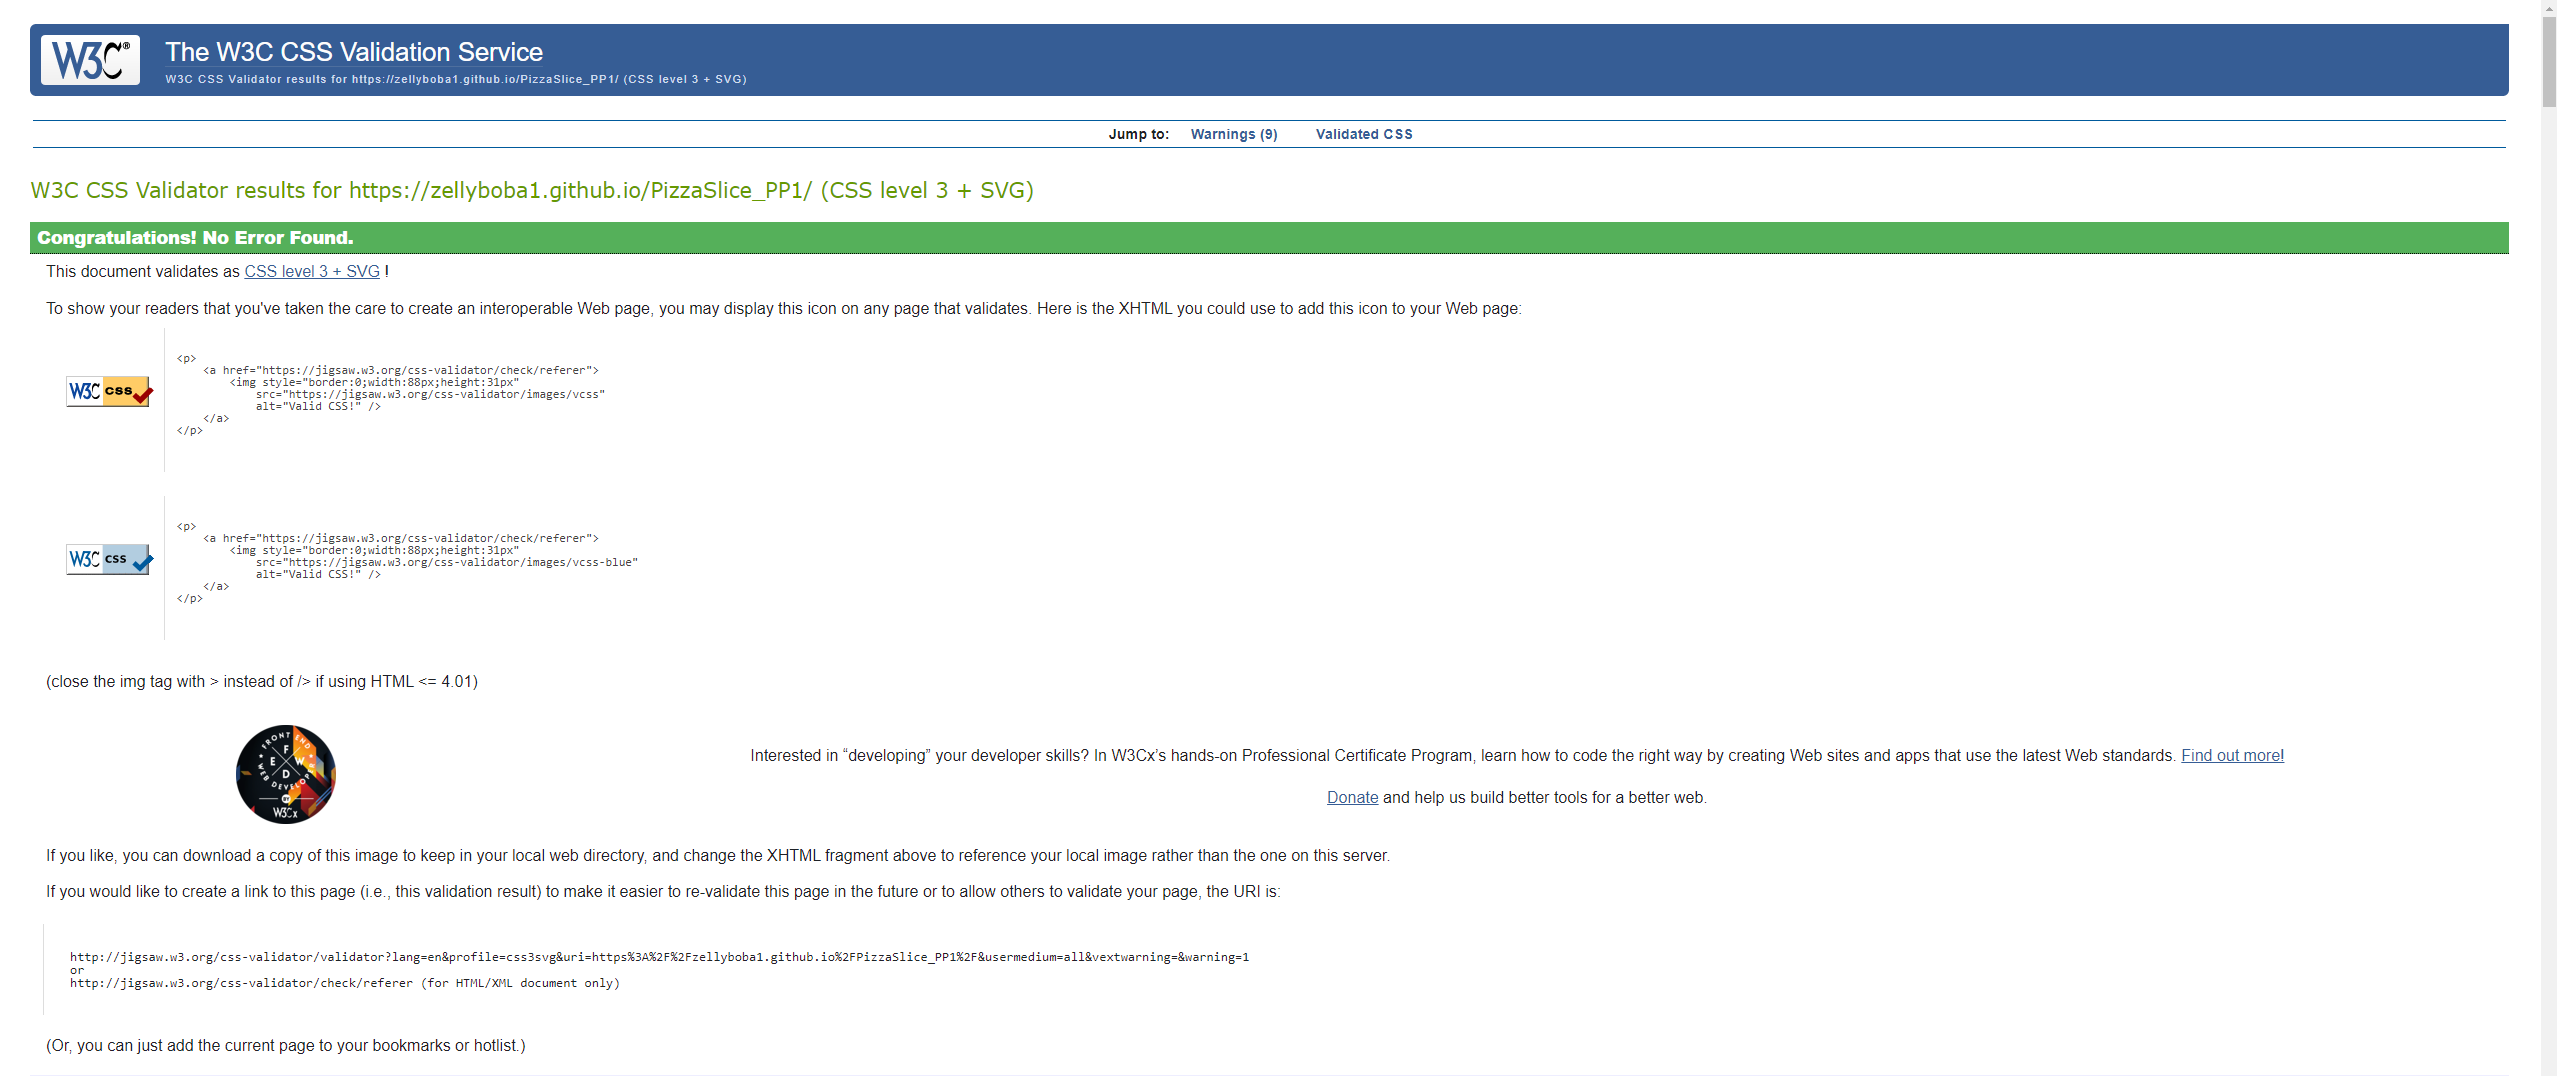 W3C®
The W3C CSS Validation Service
W3C CSS Validator results for https://zellyboba1.github.io/PizzaSlice_PP1/ (CSS level 3 + SVG)
Jump to: Warnings (9) Validated CSS
W3C CSS Validator results for https://zellyboba1.github.io/PizzaSlice_PP1/ (CSS level 3 + SVG)
Congratulations! No Error Found.
This document validates as CSS level 3 + SVG !
To show your readers that you've taken the care to create an interoperable Web page, you may display this icon on any page that validates. Here is the XHTML you could use to add this icon to your Web page:
W3C css
<p>
<a href="https://jigsaw.w3.org/css-validator/check/referer">
<img style="border:0;width:88px;height:31px"
src="https://jigsaw.w3.org/css-validator/images/vcss"
alt="Valid CSS!" />
</a>
</p>
W3C css
<p>
<a href="https://jigsaw.w3.org/css-validator/check/referer">
<img style="border:0;width:88px;height:31px"
src="https://jigsaw.w3.org/css-validator/images/vcss-blue"
alt="Valid CSS!" />
</a>
</p>
(close the img tag with > instead of /> if using HTML <= 4.01)
FRONT END
F
E W
D
WEB DEVELOPER
BY
W3Cx
Interested in “developing” your developer skills? In W3Cx’s hands-on Professional Certificate Program, learn how to code the right way by creating Web sites and apps that use the latest Web standards. Find out more!
Donate and help us build better tools for a better web.
If you like, you can download a copy of this image to keep in your local web directory, and change the XHTML fragment above to reference your local image rather than the one on this server.
If you would like to create a link to this page (i.e., this validation result) to make it easier to re-validate this page in the future or to allow others to validate your page, the URI is:
http://jigsaw.w3.org/css-validator/validator?lang=en&profile=css3svg&uri=https%3A%2F%2Fzellyboba1.github.io%2FPizzaSlice_PP1%2F&usermedium=all&vextwarning=&warning=1
or
http://jigsaw.w3.org/css-validator/check/referer (for HTML/XML document only)
(Or, you can just add the current page to your bookmarks or hotlist.)